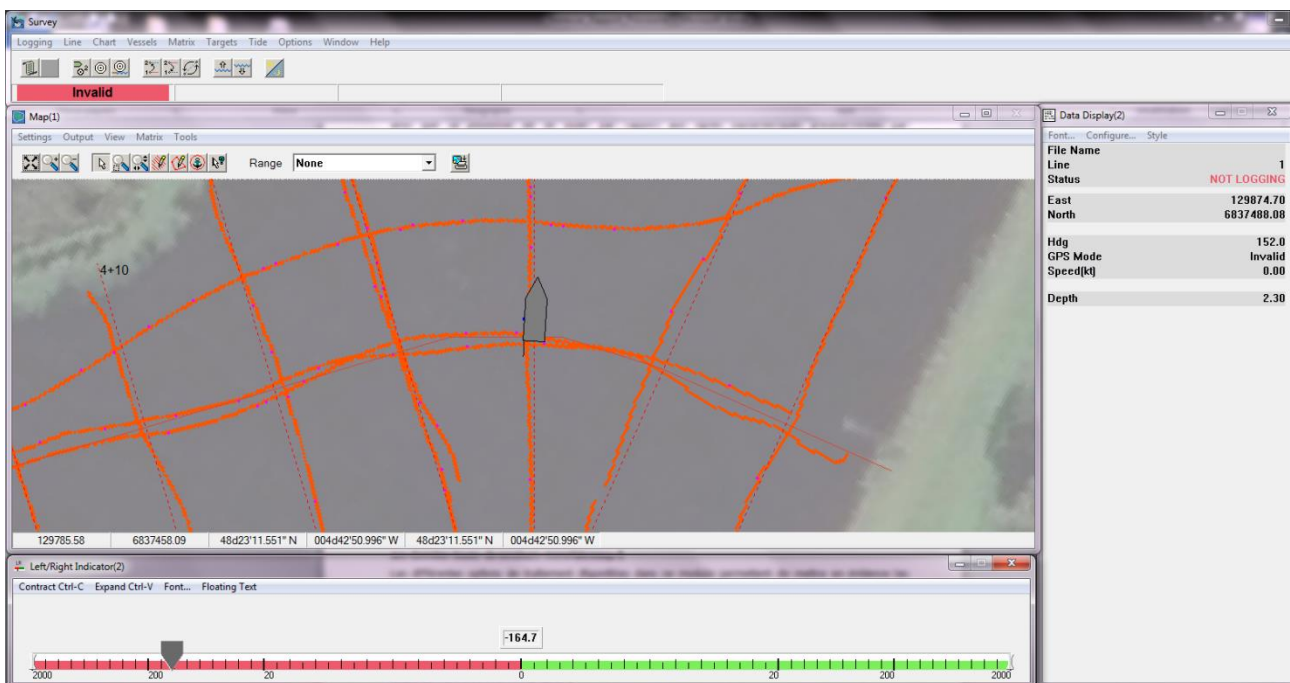 Survey
Logging Line Chart Vessels Matrix Targets Tide Options Window Help
Invalid
Map(1)
Settings Output View Matrix Tools
Range None
4+10
129785.58 6837458.09 48d23'11.551" N 004d42'50.996" W 48d23'11.551" N 004d42'50.996" W
Data Display(2)
Font... Configure... Style
File Name
Line 1
Status NOT LOGGING
East 129874.70
North 6837488.08
Hdg 152.0
GPS Mode Invalid
Speed(kt) 0.00
Depth 2.30
Left/Right Indicator(2)
Contract Ctrl-C Expand Ctrl-V Font... Floating Text
-164.7
2000 200 20 0 20 200 2000